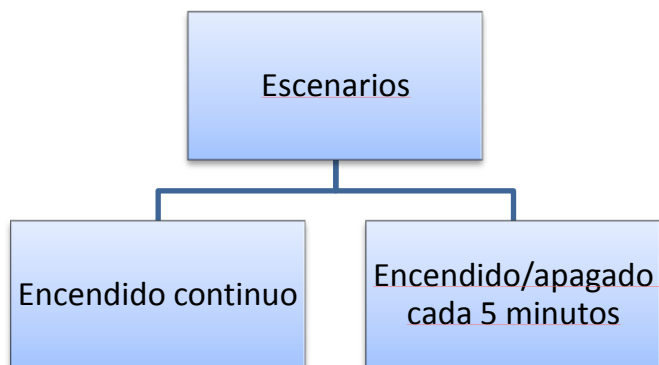 Escenarios
Encendido continuo
Encendido/apagado
cada 5 minutos